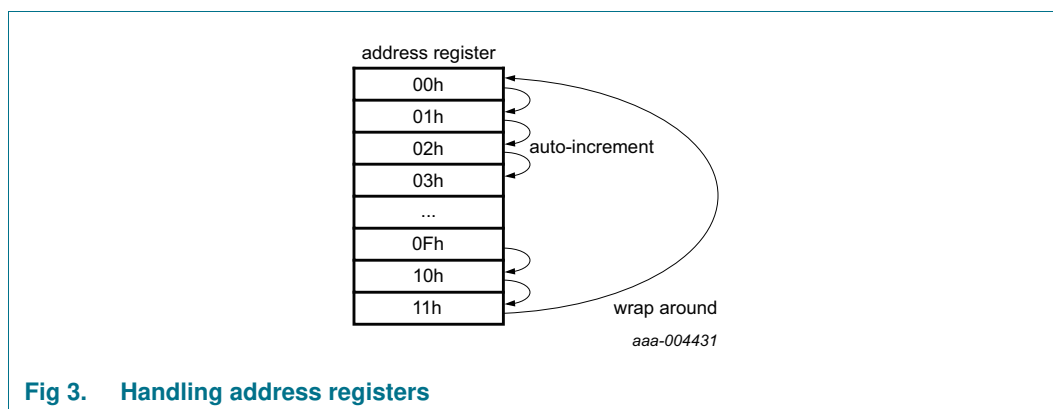 address register
00h
01h
02h
auto-increment
03h
...
0Fh
10h
11h
wrap around
aaa-004431
Fig 3. Handling address registers